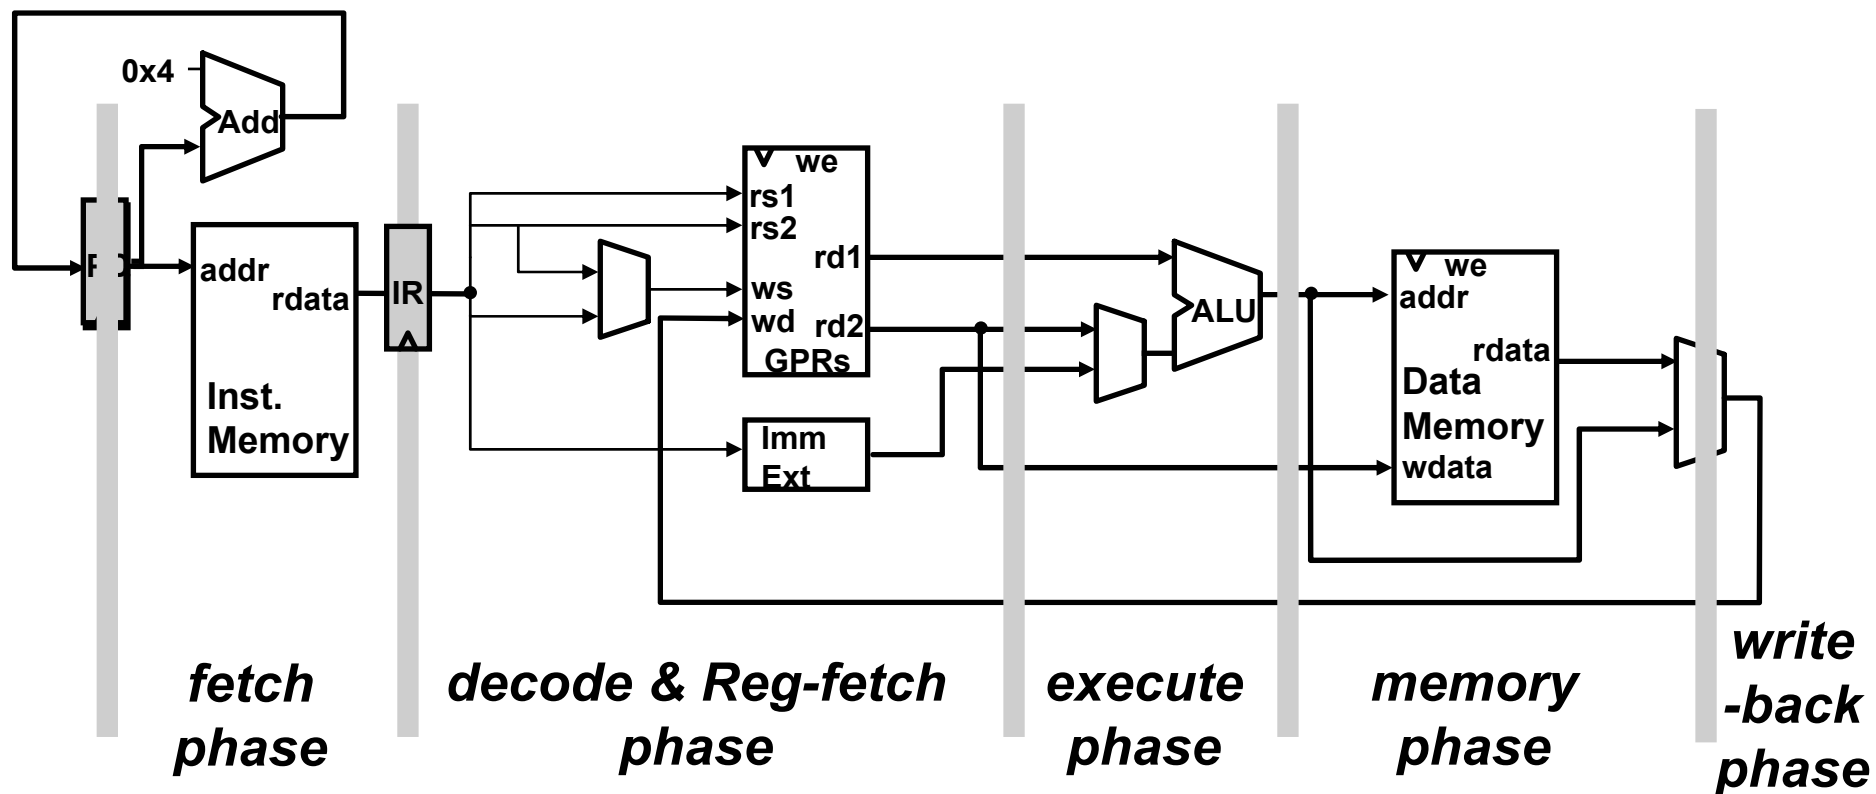 0x4
Add
we
rs1
rs2
rd1
ws
wd
rd2
GPRs
addr
rdata
Inst.
Memory
IR
Imm
Ext
ALU
we
addr
rdata
Data
Memory
wdata
fetch
phase
decode & Reg-fetch
phase
execute
phase
memory
phase
write
-back
phase